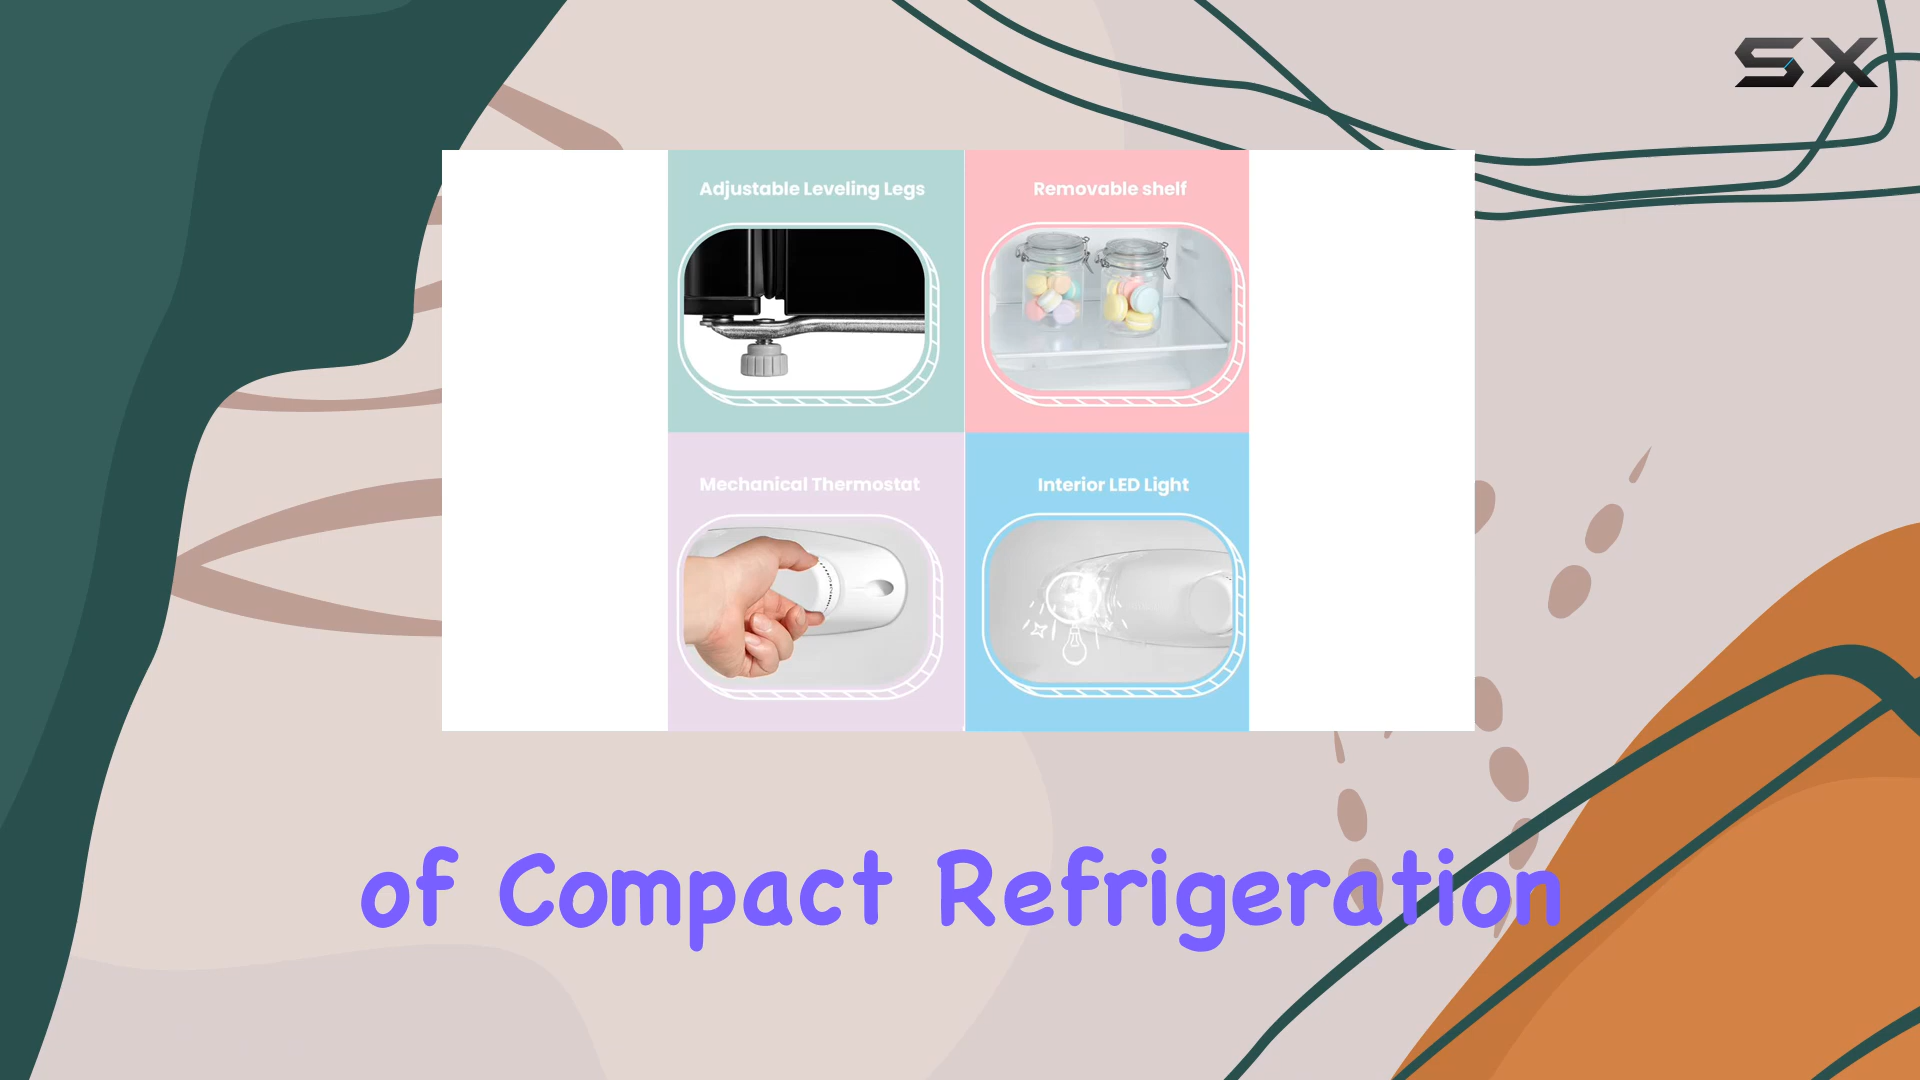 SX
Adjustable Leveling Legs
Removable shelf
Mechanical Thermostat
Interior LED Light
of Compact Refrigeration